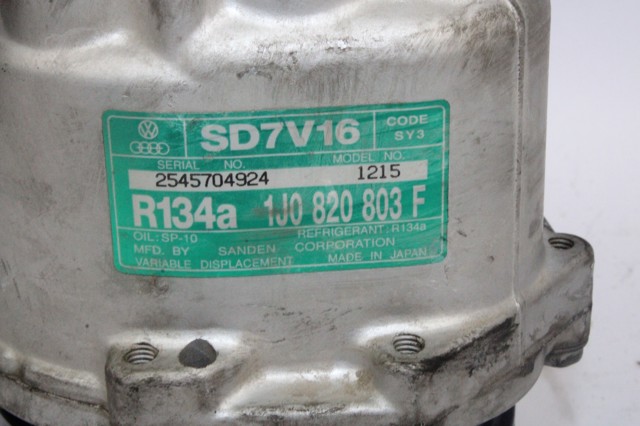 SD7V16 CODE SY3
SERIAL NO. MODEL NO.
2545704924 1215
R134a 1J0 820 803 F
OIL:SP-10 REFRIGERANT:R134a
MFD. BY SANDEN CORPORATION
VARIABLE DISPLACEMENT MADE IN JAPAN